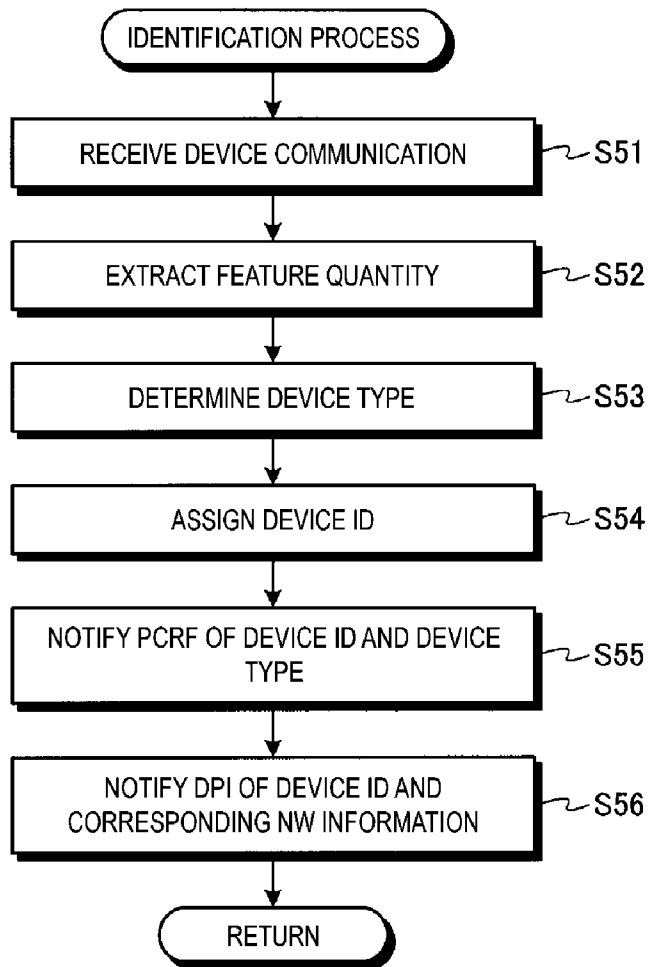 IDENTIFICATION PROCESS
RECEIVE DEVICE COMMUNICATION
S51
EXTRACT FEATURE QUANTITY
S52
DETERMINE DEVICE TYPE
S53
ASSIGN DEVICE ID
S54
NOTIFY PCRF OF DEVICE ID AND DEVICE
TYPE
S55
NOTIFY DPI OF DEVICE ID AND
CORRESPONDING NW INFORMATION
S56
RETURN